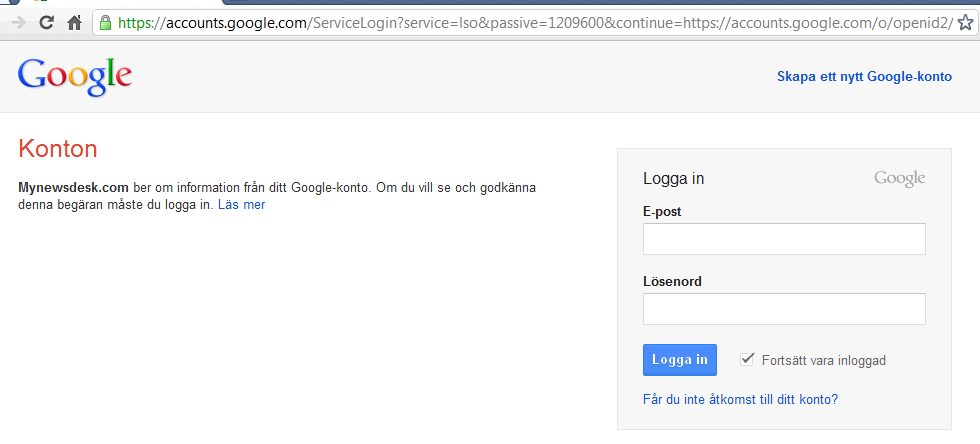 https://accounts.google.com/ServiceLogin?service=lso&passive=1209600&continue=https://accounts.google.com/o/openid2/
Google
Skapa ett nytt Google-konto
Konton
Mynewsdesk.com ber om information från ditt Google-konto. Om du vill se och godkänna
denna begäran måste du logga in. Läs mer
Logga in
Google
E-post
Lösenord
Logga in
Fortsätt vara inloggad
Får du inte åtkomst till ditt konto?